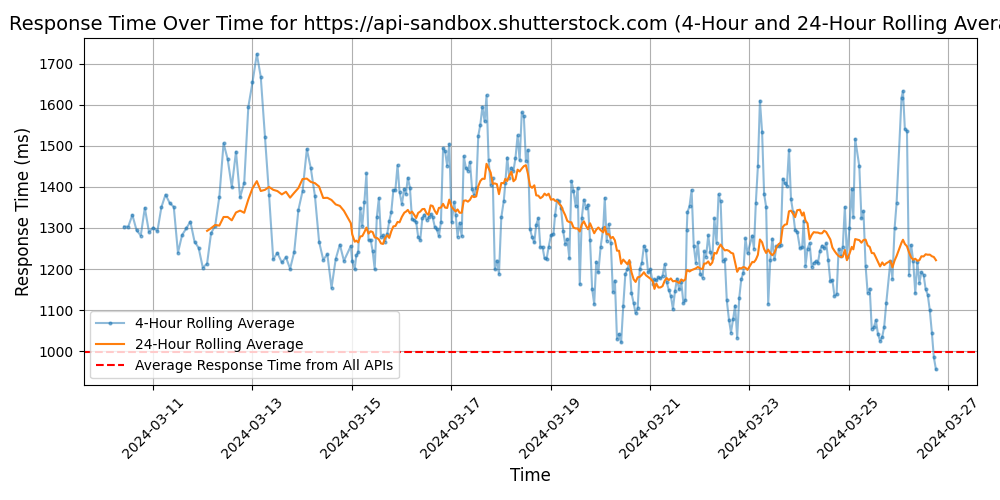 Response Time Over Time for https://api-sandbox.shutterstock.com (4-Hour and 24-Hour Rolling Avera
Response Time (ms)
1700
1600
1500
1400
1300
1200
1100
1000
4-Hour Rolling Average
24-Hour Rolling Average
Average Response Time from All APIs
2024-03-11
2024-03-13
2024-03-15
2024-03-17
2024-03-19
2024-03-21
2024-03-23
2024-03-25
2024-03-27
Time